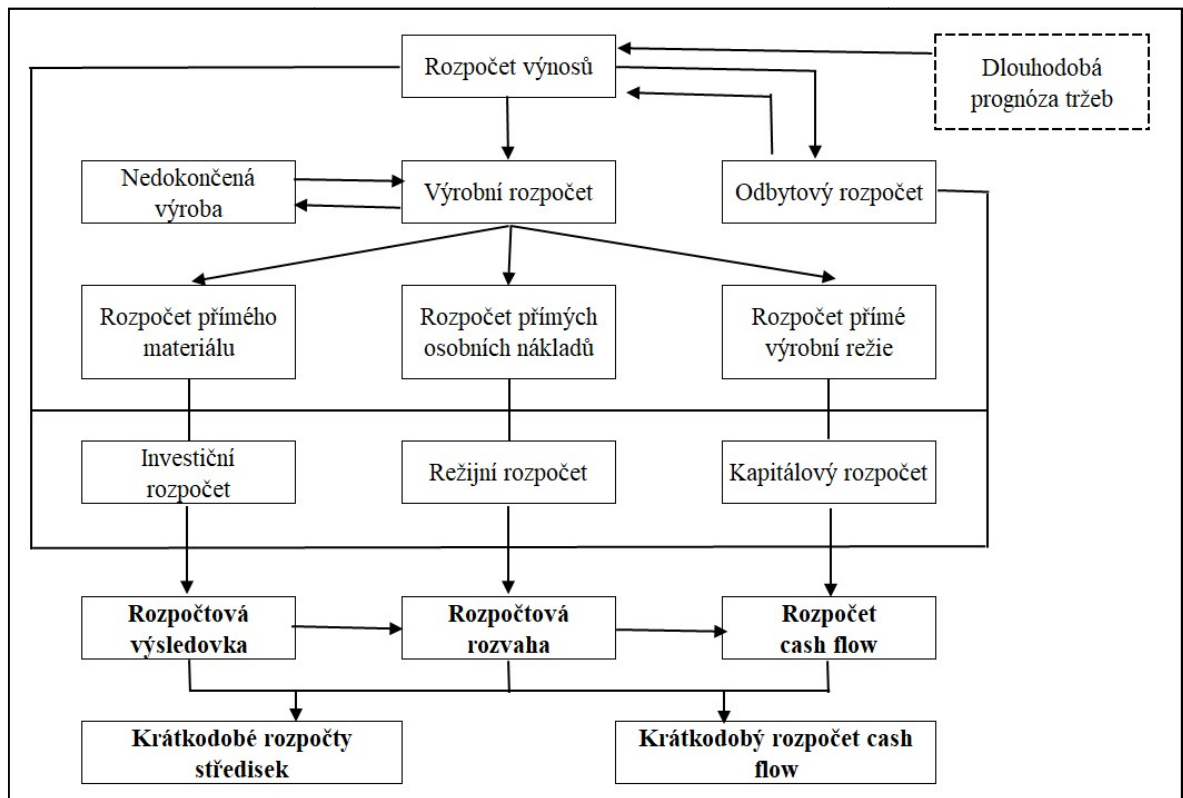 Rozpočet výnosů
Dlouhodobá
prognóza tržeb
Nedokončená
výroba
Výrobní rozpočet
Odbytový rozpočet
Rozpočet přímého
materiálu
Rozpočet přímých
osobních nákladů
Rozpočet přímé
výrobní režie
Investiční
rozpočet
Režijní rozpočet
Kapitálový rozpočet
Rozpočtová
výsledovka
Rozpočtová
rozvaha
Rozpočet
cash flow
Krátkodobé rozpočty
středisek
Krátkodobý rozpočet cash
flow